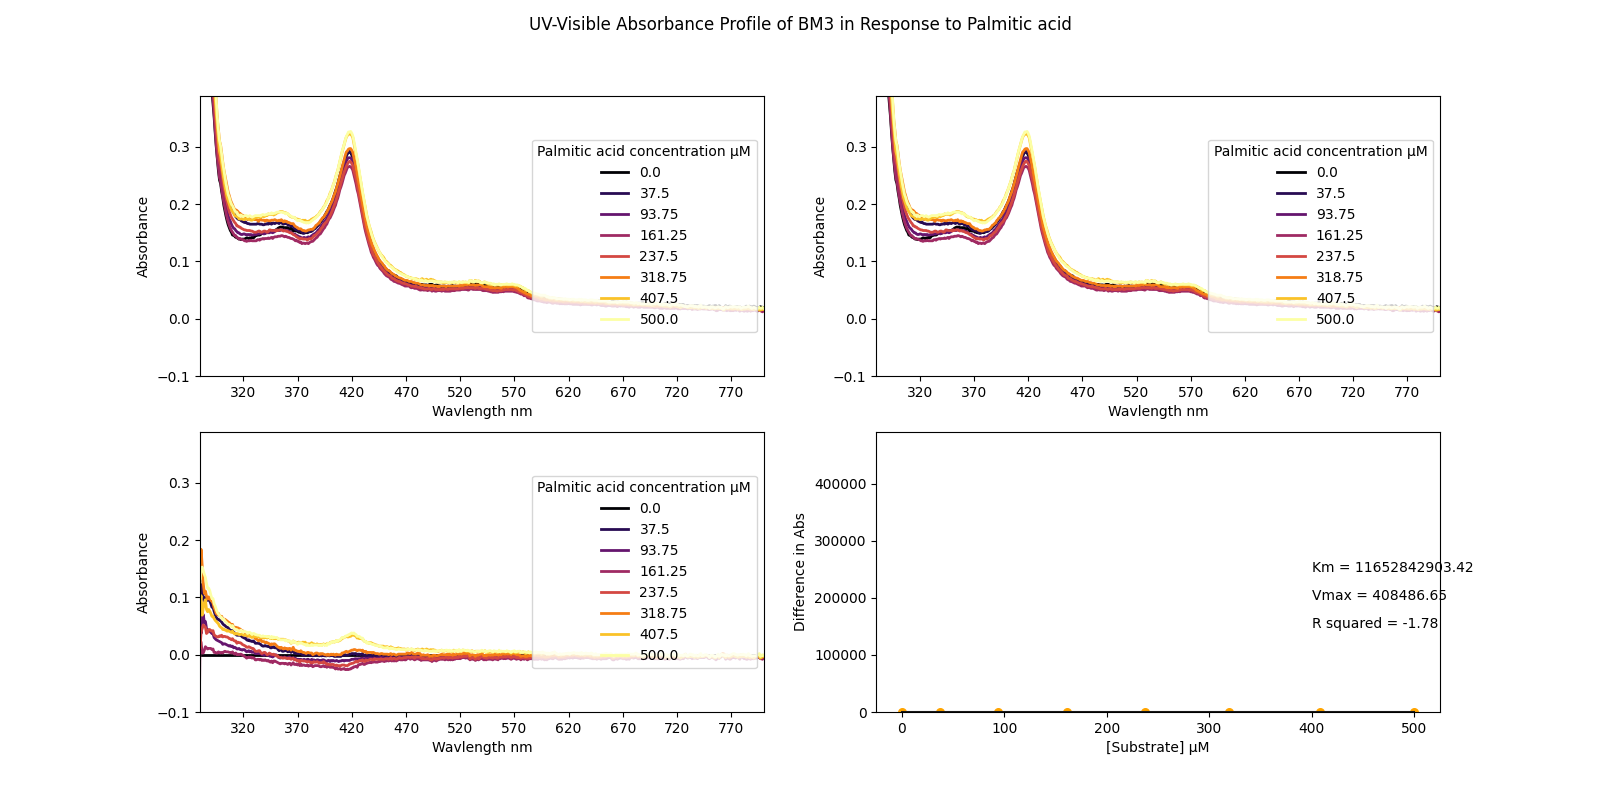 UV-Visible Absorbance Profile of BM3 in Response to Palmitic acid
Absorbance
0.3
0.2
0.1
0.0
−0.1
320 370 420 470 520 570 620 670 720 770
Wavlength nm
Palmitic acid concentration μM
0.0
37.5
93.75
161.25
237.5
318.75
407.5
500.0
Absorbance
0.3
0.2
0.1
0.0
−0.1
320 370 420 470 520 570 620 670 720 770
Wavlength nm
Palmitic acid concentration μM
0.0
37.5
93.75
161.25
237.5
318.75
407.5
500.0
Absorbance
0.3
0.2
0.1
0.0
−0.1
320 370 420 470 520 570 620 670 720 770
Wavlength nm
Palmitic acid concentration μM
0.0
37.5
93.75
161.25
237.5
318.75
407.5
500.0
Difference in Abs
400000
300000
200000
100000
0
0 100 200 300 400 500
[Substrate] μM
Km = 11652842903.42
Vmax = 408486.65
R squared = -1.78